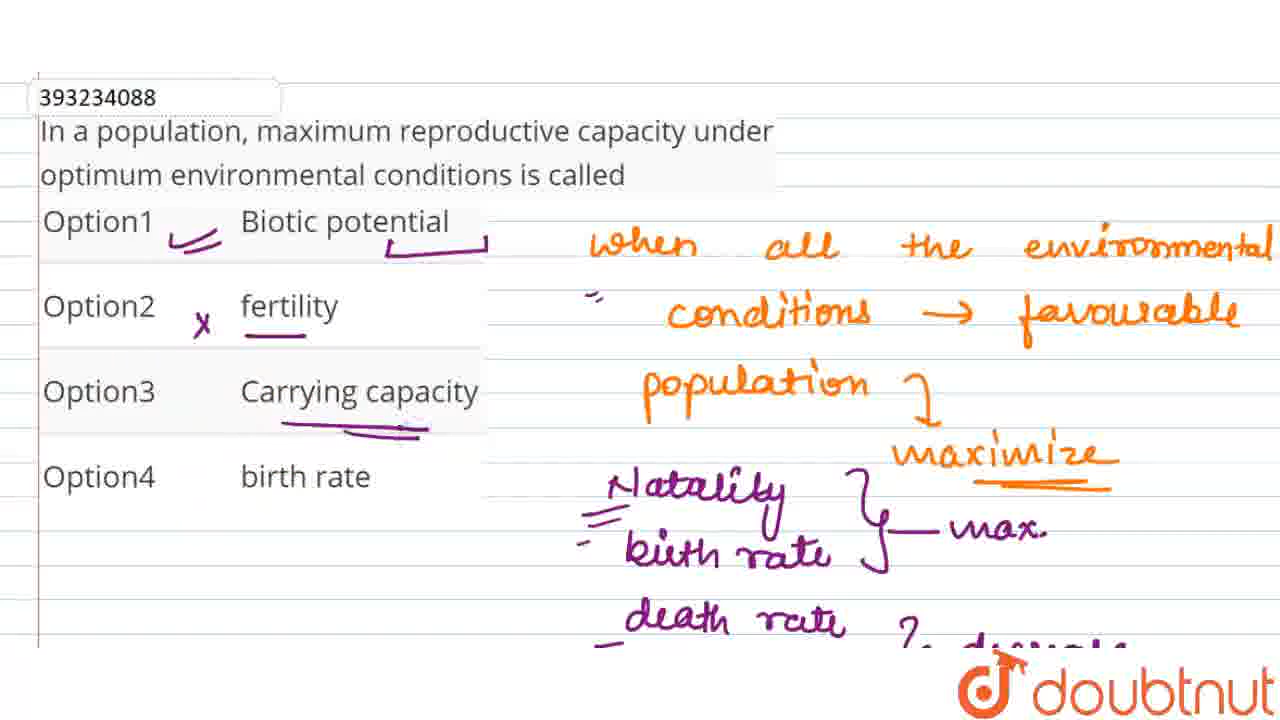 393234088
In a population, maximum reproductive capacity under
optimum environmental conditions is called
Option1 Biotic potential
Option2 x fertility
Option3 Carrying capacity
Option4 birth rate
when all the environmental
conditions → favourable
population
maximize
Natality
birth rate
max.
death rate
doubtnut